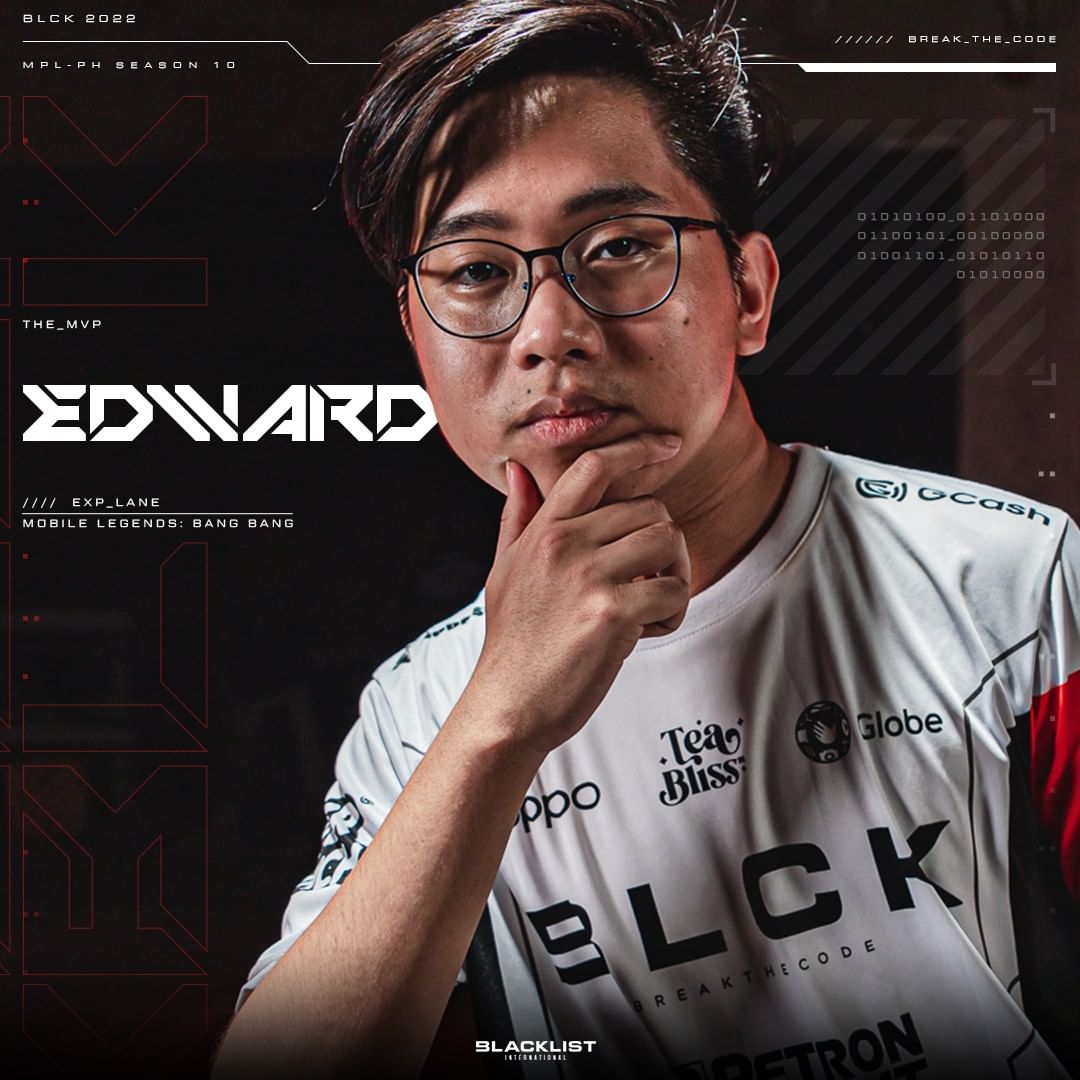 BLCK 2022
MPL-PH SEASON 10
////// BREAK_THE_CODE
01010100_01101000
01100101_00100000
01001101_01010110
01010000
THE_MVP
EDWARD
//// EXP_LANE
MOBILE LEGENDS: BANG BANG
GCash
Tea
Bliss
Globe
oppo
BLCK
BREAKTHECODE
PETRON
BLACKLIST
INTERNATIONAL